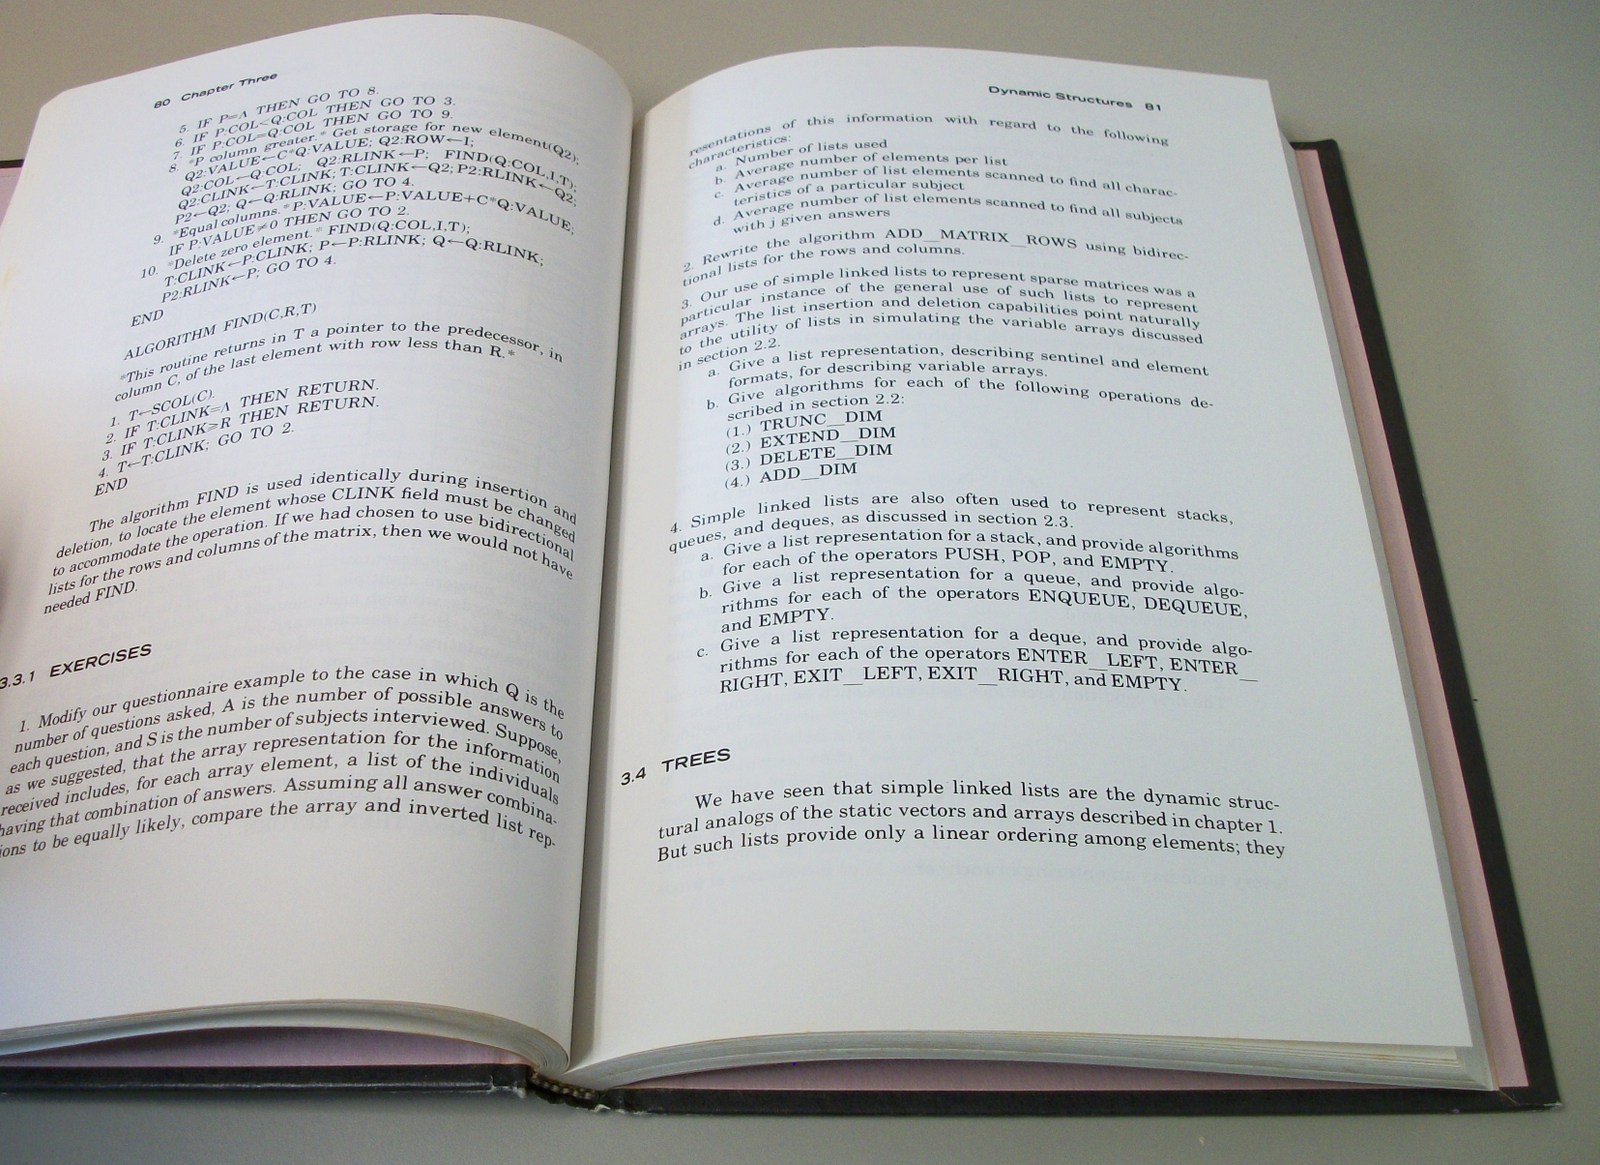 80 Chapter Three
5. IF P=Λ THEN GO TO 8.
6. IF P:COL<Q:COL THEN GO TO 3.
7. IF P:COL=Q:COL THEN GO TO 9.
8. *P column greater.* Get storage for new element(Q2);
Q2:VALUE←C*Q:VALUE; Q2:ROW←I;
Q2:COL←Q:COL; Q2:RLINK←P; FIND(Q:COL,I,T);
Q2:CLINK←T:CLINK; T:CLINK←Q2; P2:RLINK←Q2;
P2←Q2; Q←Q:RLINK; GO TO 4.
9. *Equal columns.* P:VALUE←P:VALUE+C*Q:VALUE;
IF P:VALUE≠0 THEN GO TO 2.
10. *Delete zero element.* FIND(Q:COL,I,T);
T:CLINK←P:CLINK; P←P:RLINK; Q←Q:RLINK;
P2:RLINK←P; GO TO 4.
END
ALGORITHM FIND(C,R,T)
*This routine returns in T a pointer to the predecessor, in
column C, of the last element with row less than R.*
1. T←SCOL(C).
2. IF T:CLINK=Λ THEN RETURN.
3. IF T:CLINK⩾R THEN RETURN.
4. T←T:CLINK; GO TO 2.
END
The algorithm FIND is used identically during insertion and
deletion, to locate the element whose CLINK field must be changed
to accommodate the operation. If we had chosen to use bidirectional
lists for the rows and columns of the matrix, then we would not have
needed FIND.
3.3.1 EXERCISES
1. Modify our questionnaire example to the case in which Q is the
number of questions asked, A is the number of possible answers to
each question, and S is the number of subjects interviewed. Suppose,
as we suggested, that the array representation for the information
received includes, for each array element, a list of the individuals
having that combination of answers. Assuming all answer combina-
ions to be equally likely, compare the array and inverted list rep-
Dynamic Structures 81
resentations of this information with regard to the following
characteristics:
a. Number of lists used
b. Average number of elements per list
c. Average number of list elements scanned to find all charac-
teristics of a particular subject
d. Average number of list elements scanned to find all subjects
with j given answers
2. Rewrite the algorithm ADD__MATRIX__ROWS using bidirec-
tional lists for the rows and columns.
3. Our use of simple linked lists to represent sparse matrices was a
particular instance of the general use of such lists to represent
arrays. The list insertion and deletion capabilities point naturally
to the utility of lists in simulating the variable arrays discussed
in section 2.2.
a. Give a list representation, describing sentinel and element
formats, for describing variable arrays.
b. Give algorithms for each of the following operations de-
scribed in section 2.2:
(1.) TRUNC__DIM
(2.) EXTEND__DIM
(3.) DELETE__DIM
(4.) ADD__DIM
4. Simple linked lists are also often used to represent stacks,
queues, and deques, as discussed in section 2.3.
a. Give a list representation for a stack, and provide algorithms
for each of the operators PUSH, POP, and EMPTY.
b. Give a list representation for a queue, and provide algo-
rithms for each of the operators ENQUEUE, DEQUEUE,
and EMPTY.
c. Give a list representation for a deque, and provide algo-
rithms for each of the operators ENTER__LEFT, ENTER__
RIGHT, EXIT__LEFT, EXIT__RIGHT, and EMPTY.
3.4 TREES
We have seen that simple linked lists are the dynamic struc-
tural analogs of the static vectors and arrays described in chapter 1.
But such lists provide only a linear ordering among elements; they